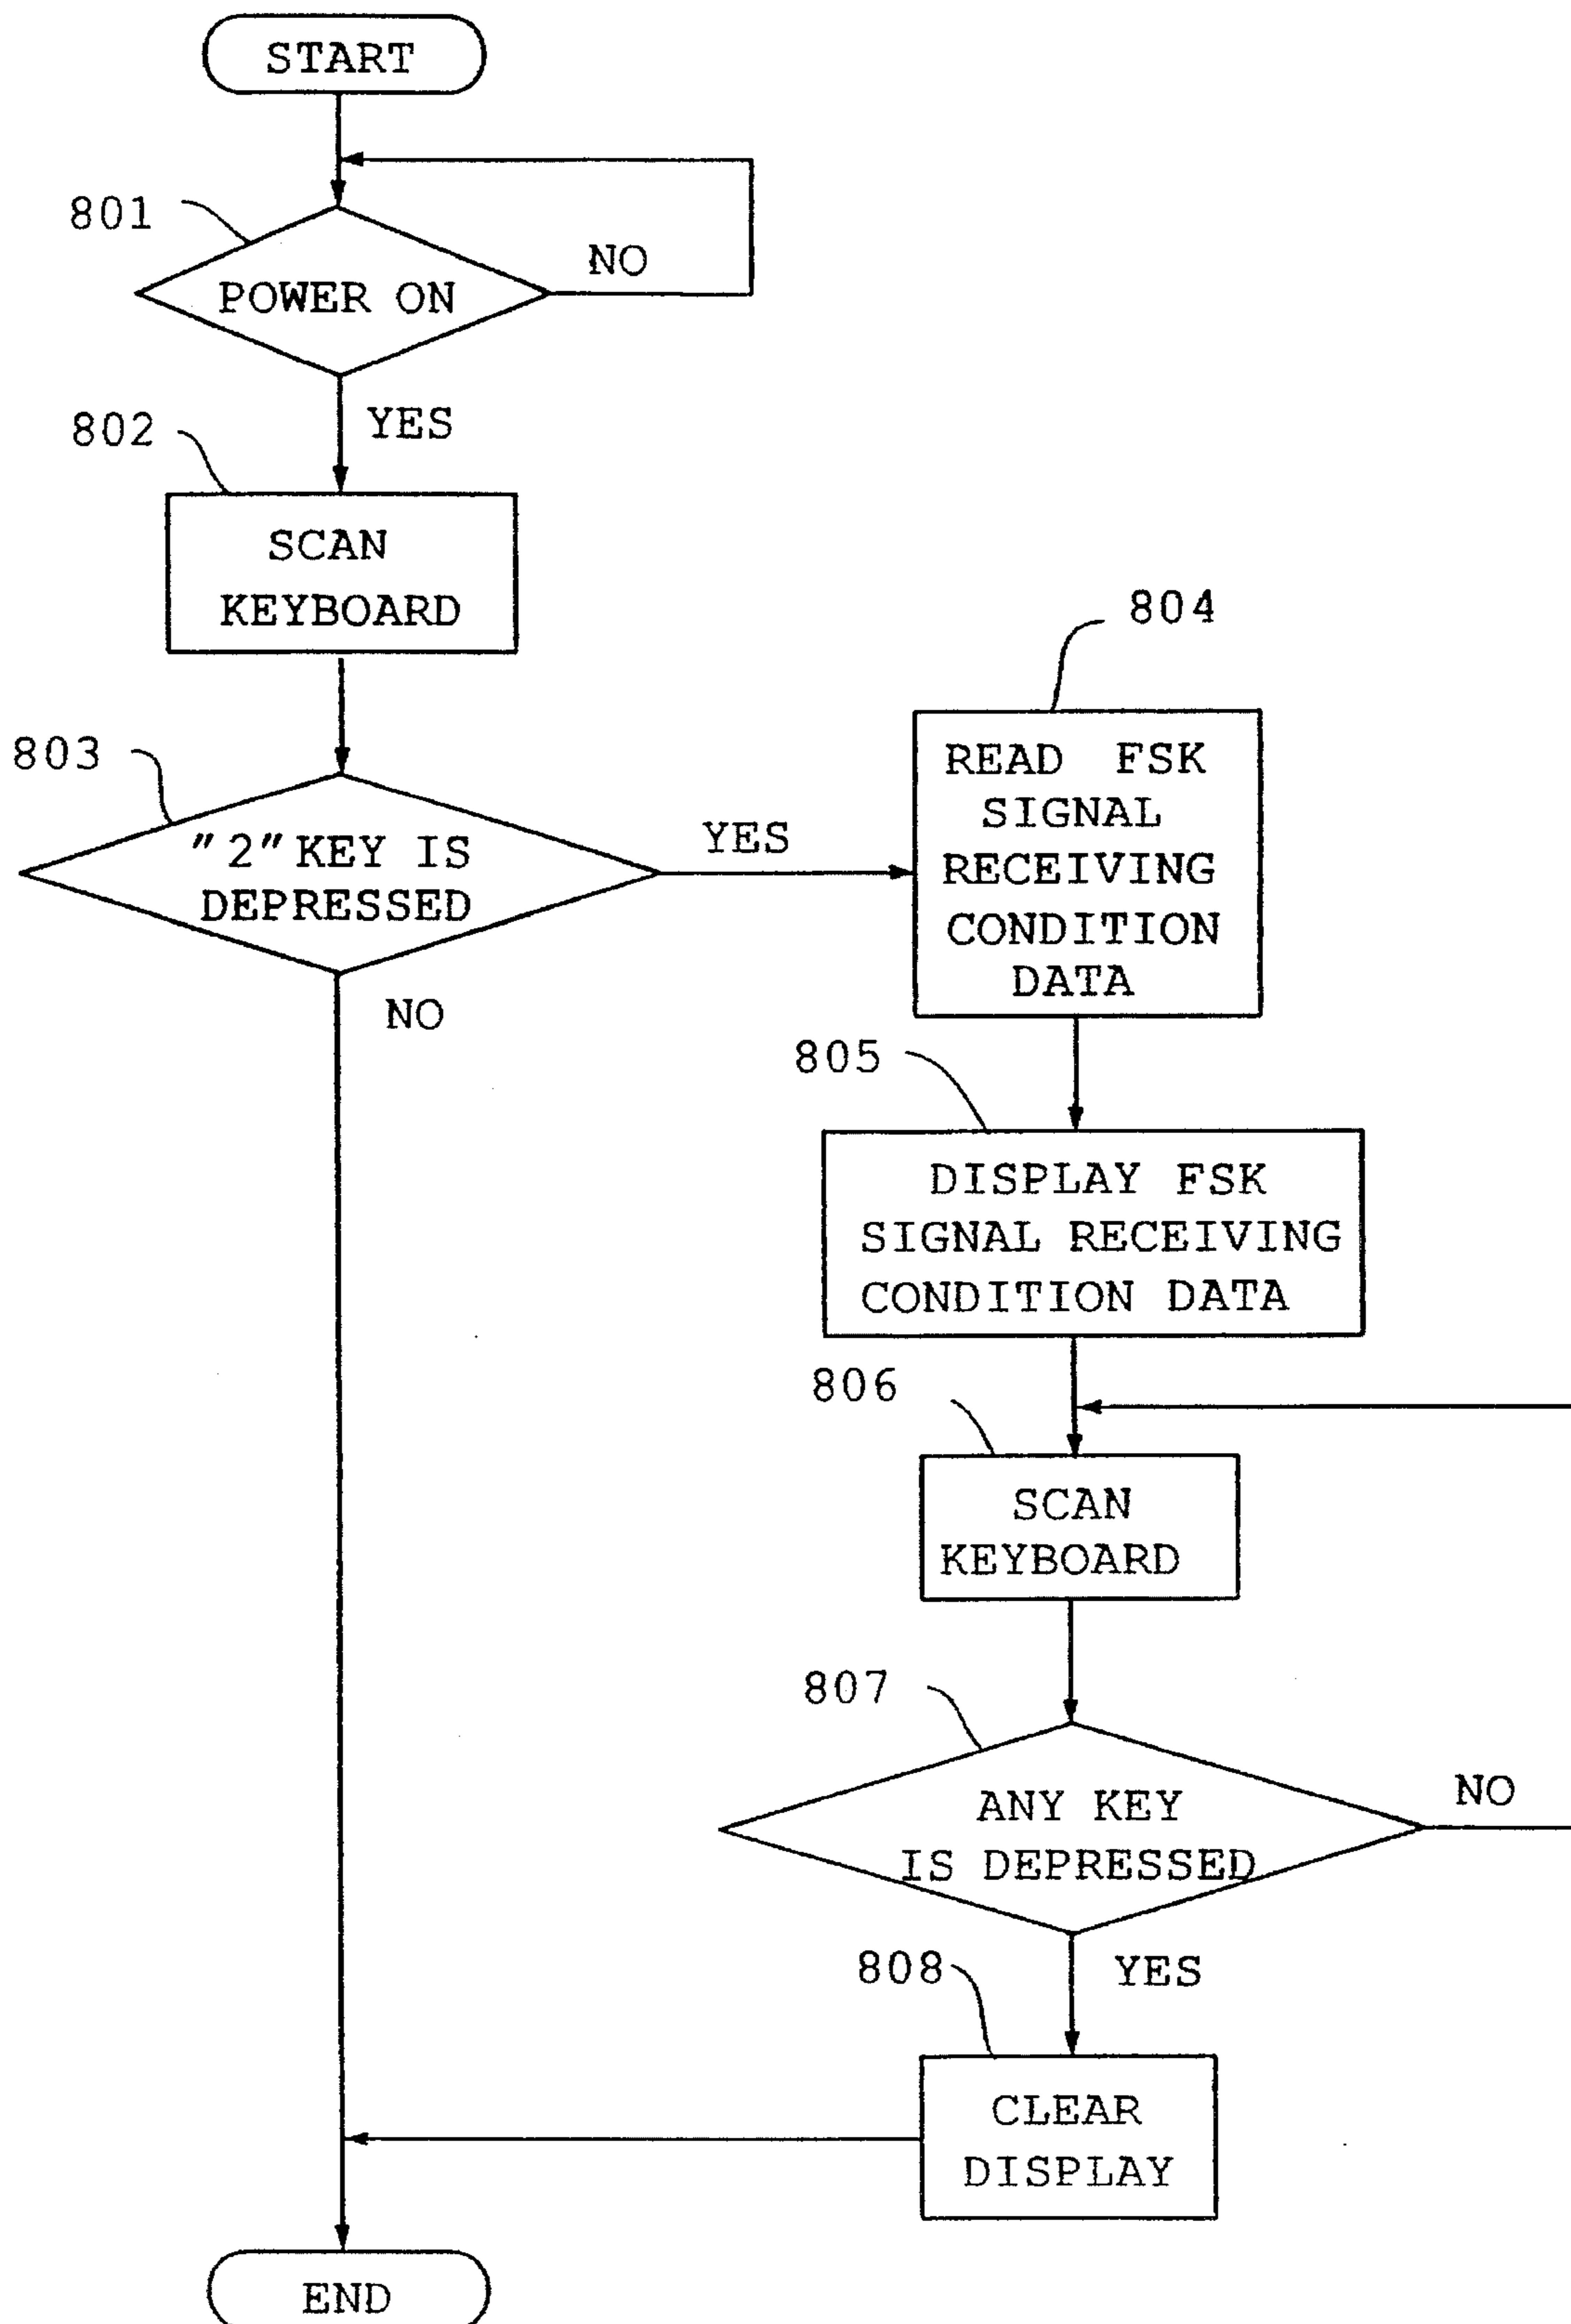 START
801
POWER ON
NO
YES
802
SCAN
KEYBOARD
803
"2" KEY IS
DEPRESSED
YES
NO
804
READ FSK
SIGNAL
RECEIVING
CONDITION
DATA
805
DISPLAY FSK
SIGNAL RECEIVING
CONDITION DATA
806
SCAN
KEYBOARD
807
ANY KEY
IS DEPRESSED
NO
YES
808
CLEAR
DISPLAY
END